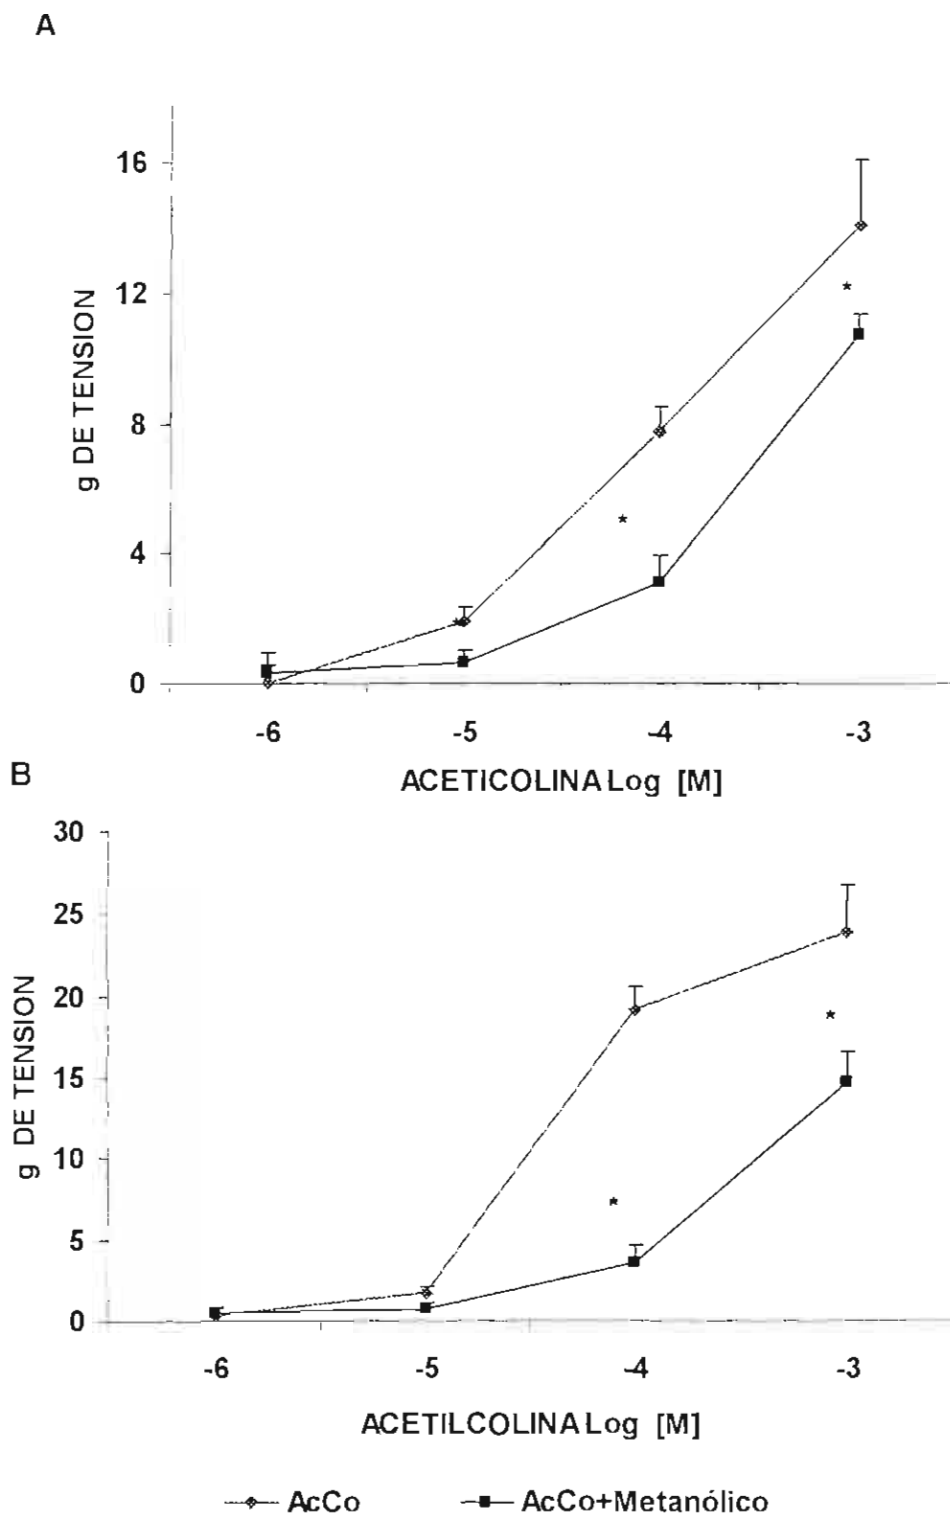 A
16
12
8
4
0
g DE TENSION
*
*
*
-6 -5 -4 -3
ACETICOLINA Log [M]
B
30
25
20
15
10
5
0
g DE TENSION
*
*
-6 -5 -4 -3
ACETILCOLINA Log [M]
AcCo AcCo+Metanólico